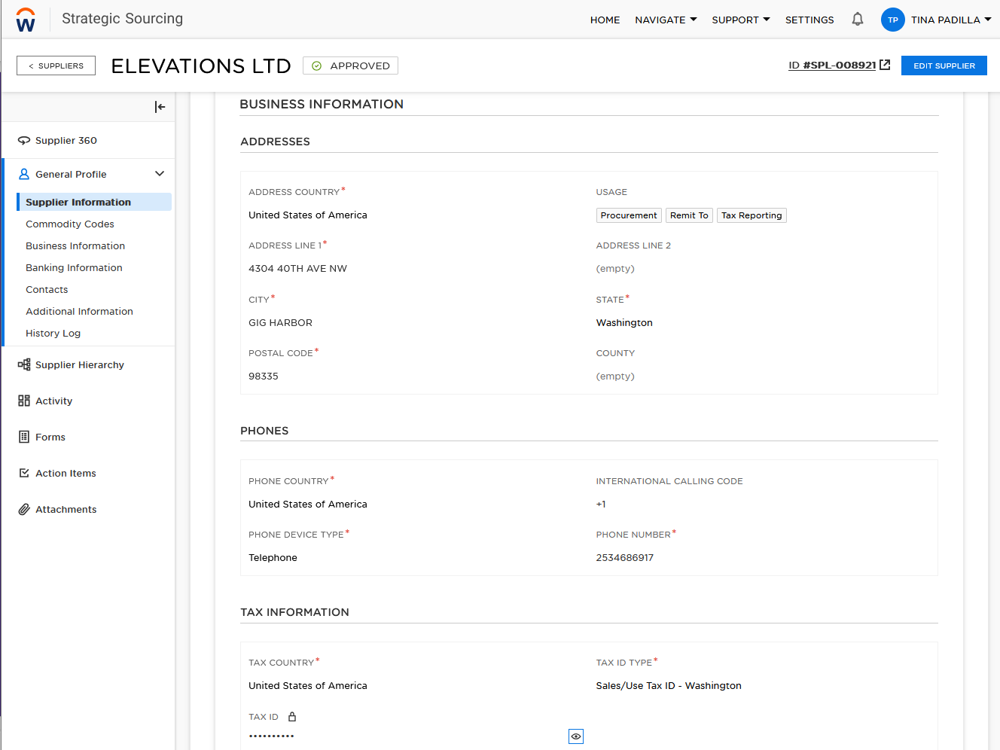 Strategic Sourcing
HOME NAVIGATE SUPPORT SETTINGS TP TINA PADILLA
< SUPPLIERS ELEVATIONS LTD APPROVED ID #SPL-008921 EDIT SUPPLIER
Supplier 360
General Profile
Supplier Information
Commodity Codes
Business Information
Banking Information
Contacts
Additional Information
History Log
Supplier Hierarchy
Activity
Forms
Action Items
Attachments
BUSINESS INFORMATION
ADDRESSES
ADDRESS COUNTRY* USAGE
United States of America Procurement Remit To Tax Reporting
ADDRESS LINE 1* ADDRESS LINE 2
4304 40TH AVE NW (empty)
CITY* STATE*
GIG HARBOR Washington
POSTAL CODE* COUNTY
98335 (empty)
PHONES
PHONE COUNTRY* INTERNATIONAL CALLING CODE
United States of America +1
PHONE DEVICE TYPE* PHONE NUMBER*
Telephone 2534686917
TAX INFORMATION
TAX COUNTRY* TAX ID TYPE*
United States of America Sales/Use Tax ID - Washington
TAX ID
••••••••••